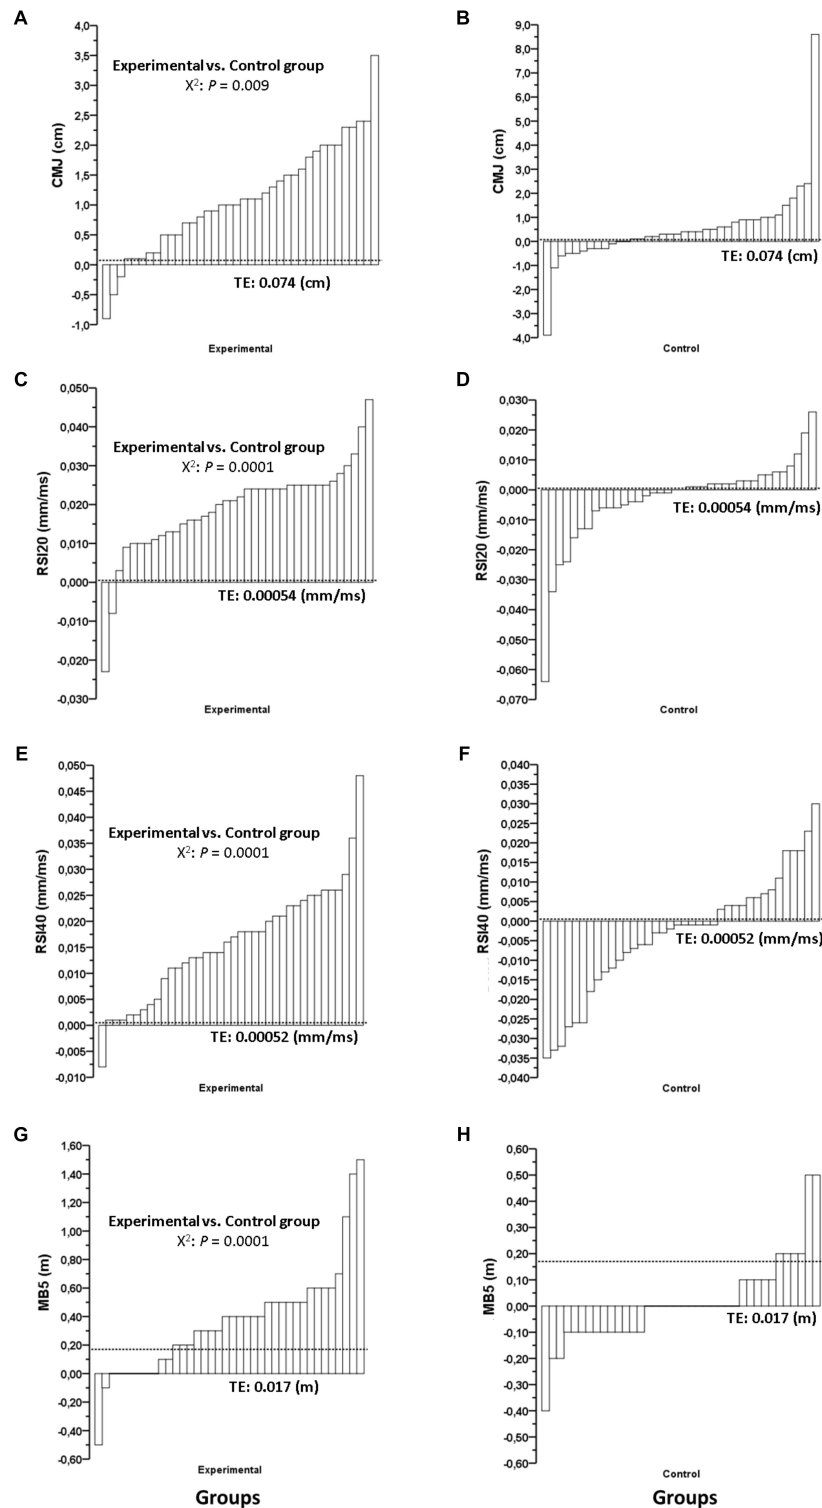 A
4,0
3,5
3,0
2,5
2,0
1,5
1,0
0,5
0,0
-0,5
-1,0
CMJ (cm)
Experimental vs. Control group
X²: P = 0.009
TE: 0.074 (cm)
Experimental
B
9,0
8,0
7,0
6,0
5,0
4,0
3,0
2,0
1,0
0,0
-1,0
-2,0
-3,0
-4,0
CMJ (cm)
TE: 0.074 (cm)
Control
C
0,050
0,040
0,030
0,020
0,010
0,000
-0,010
-0,020
-0,030
RSI20 (mm/ms)
Experimental vs. Control group
X²: P = 0.0001
TE: 0.00054 (mm/ms)
Experimental
D
0,030
0,020
0,010
0,000
-0,010
-0,020
-0,030
-0,040
-0,050
-0,060
-0,070
RSI20 (mm/ms)
TE: 0.00054 (mm/ms)
Control
E
0,050
0,045
0,040
0,035
0,030
0,025
0,020
0,015
0,010
0,005
0,000
-0,005
-0,010
RSI40 (mm/ms)
Experimental vs. Control group
X²: P = 0.0001
TE: 0.00052 (mm/ms)
Experimental
F
0,040
0,035
0,030
0,025
0,020
0,015
0,010
0,005
0,000
-0,005
-0,010
-0,015
-0,020
-0,025
-0,030
-0,035
-0,040
RSI40 (mm/ms)
TE: 0.00052 (mm/ms)
Control
G
1,60
1,40
1,20
1,00
0,80
0,60
0,40
0,20
0,00
-0,20
-0,40
-0,60
MB5 (m)
Experimental vs. Control group
X²: P = 0.0001
TE: 0.017 (m)
Experimental
Groups
H
0,60
0,50
0,40
0,30
0,20
0,10
0,00
-0,10
-0,20
-0,30
-0,40
-0,50
-0,60
MB5 (m)
TE: 0.017 (m)
Control
Groups